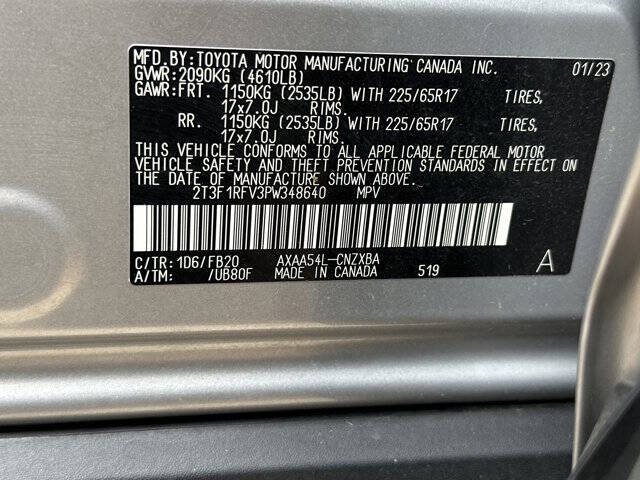 MFD.BY:TOYOTA MOTOR MANUFACTURING CANADA INC. 01/23
GVWR:2090KG (4610LB)
GAWR:FRT. 1150KG (2535LB) WITH 225/65R17 TIRES,
17x7.0J RIMS.
RR. 1150KG (2535LB) WITH 225/65R17 TIRES,
17x7.0J RIMS.
THIS VEHICLE CONFORMS TO ALL APPLICABLE FEDERAL MOTOR
VEHICLE SAFETY AND THEFT PREVENTION STANDARDS IN EFFECT ON
THE DATE OF MANUFACTURE SHOWN ABOVE.
2T3F1RFV3PW348640 MPV
C/TR:1D6/FB20 AXAA54L-CNZXBA
A/TM: /UB80F MADE IN CANADA 519 A